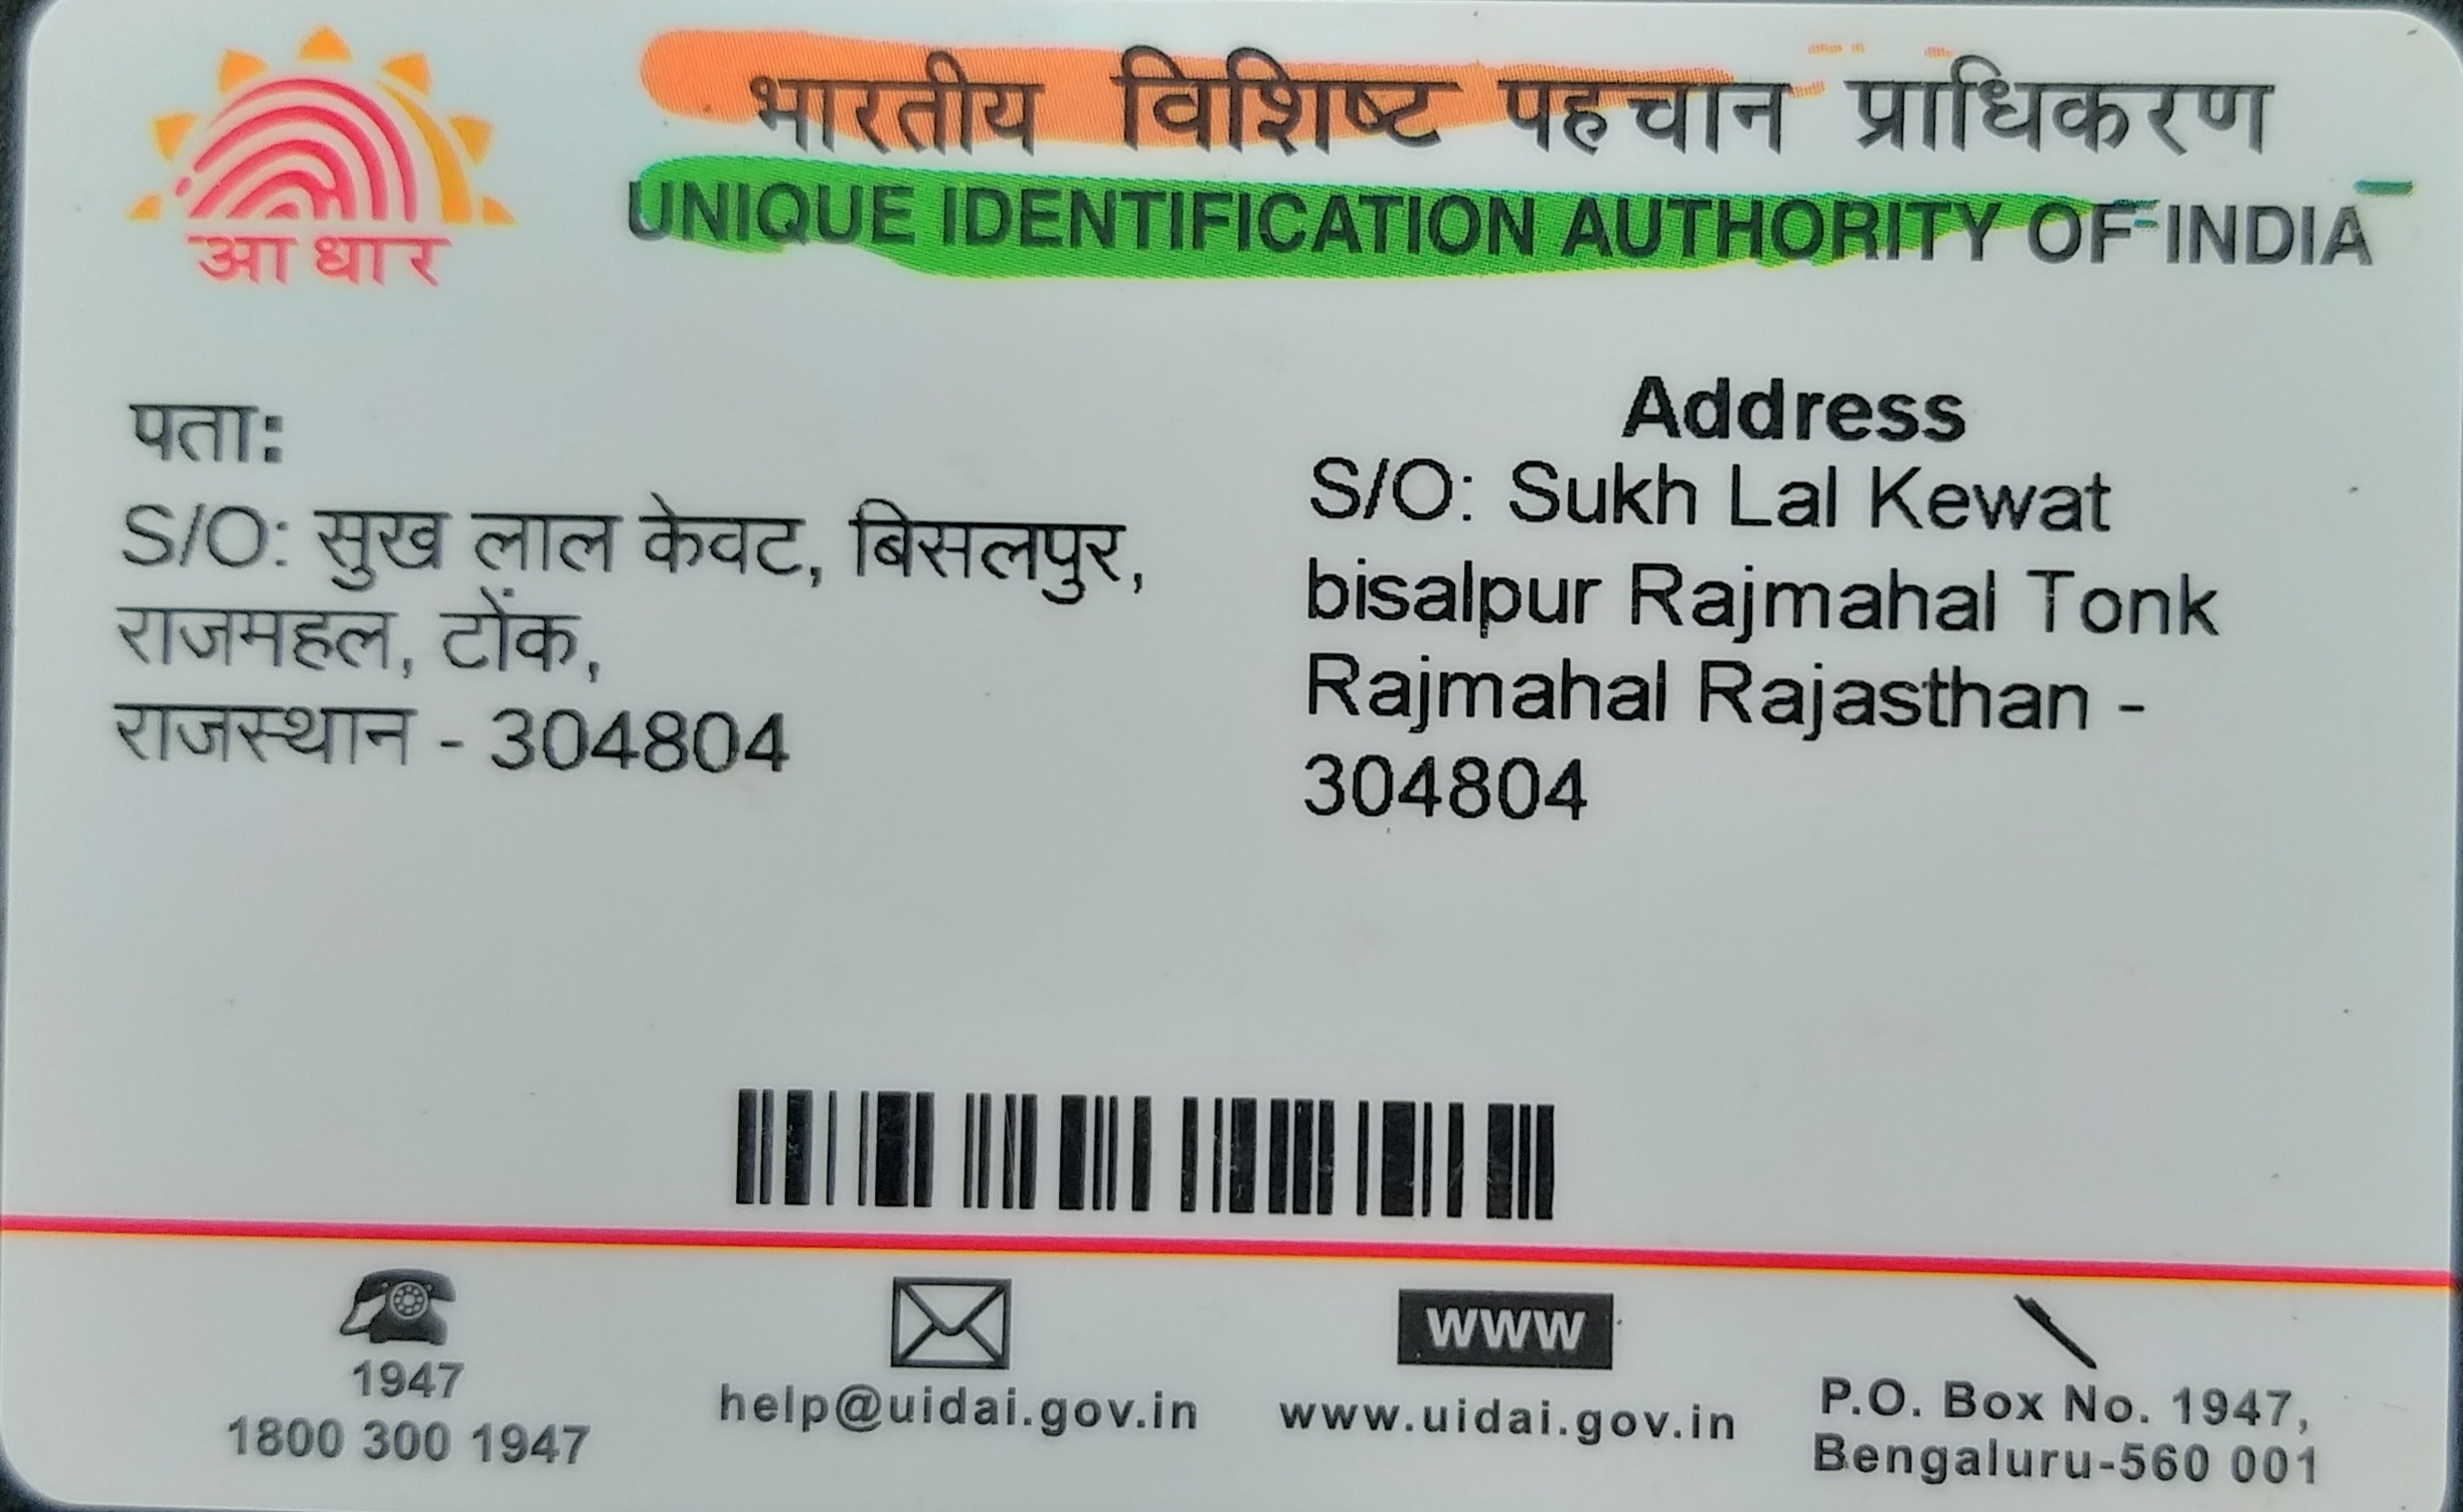 आधार
भारतीय विशिष्ट पहचान प्राधिकरण
UNIQUE IDENTIFICATION AUTHORITY OF INDIA
पताः
S/O: सुख लाल केवट, बिसलपुर,
राजमहल, टोंक,
राजस्थान - 304804
Address
S/O: Sukh Lal Kewat
bisalpur Rajmahal Tonk
Rajmahal Rajasthan -
304804
1947
1800 300 1947
help@uidai.gov.in
WWW
www.uidai.gov.in
P.O. Box No. 1947,
Bengaluru-560 001